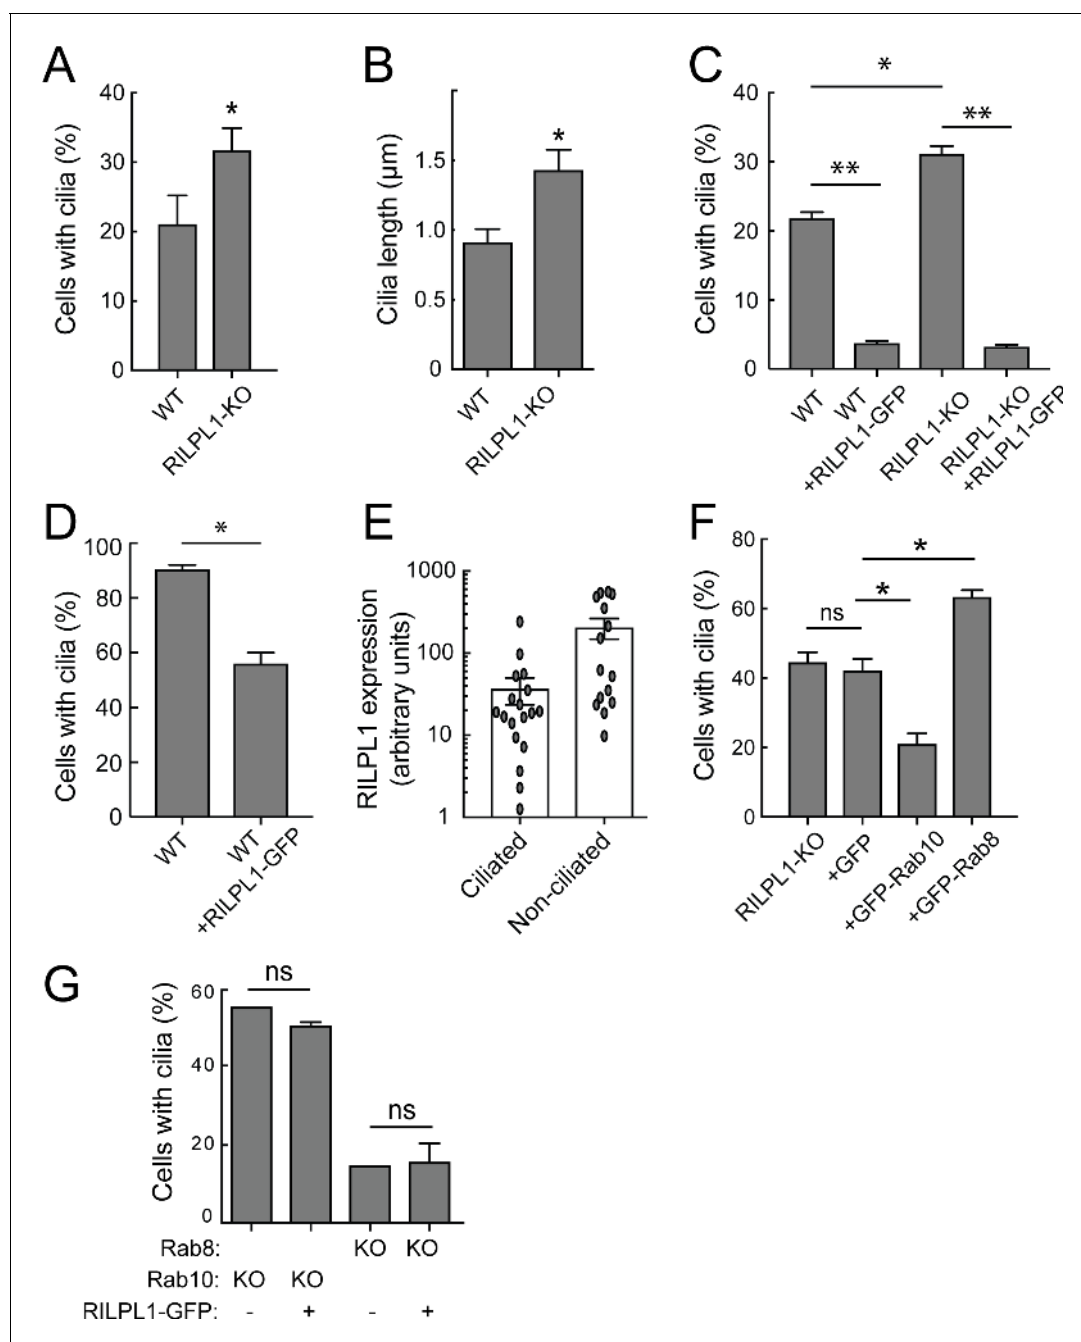 A
Cells with cilia (%)
40
30
20
10
0
*
WT
RILPL1-KO
B
Cilia length (μm)
1.5
1.0
0.5
0
*
WT
RILPL1-KO
C
Cells with cilia (%)
40
30
20
10
0
*
**
**
WT
WT
+RILPL1-GFP
RILPL1-KO
RILPL1-KO
+RILPL1-GFP
D
Cells with cilia (%)
100
80
60
40
20
0
*
WT
WT
+RILPL1-GFP
E
RILPL1 expression
(arbitrary units)
1000
100
10
1
Ciliated
Non-ciliated
F
Cells with cilia (%)
80
60
40
20
0
ns
*
*
RILPL1-KO
+GFP
+GFP-Rab10
+GFP-Rab8
G
Cells with cilia (%)
60
40
20
0
ns
ns
Rab8: KO KO
Rab10: KO KO
RILPL1-GFP: - + - +